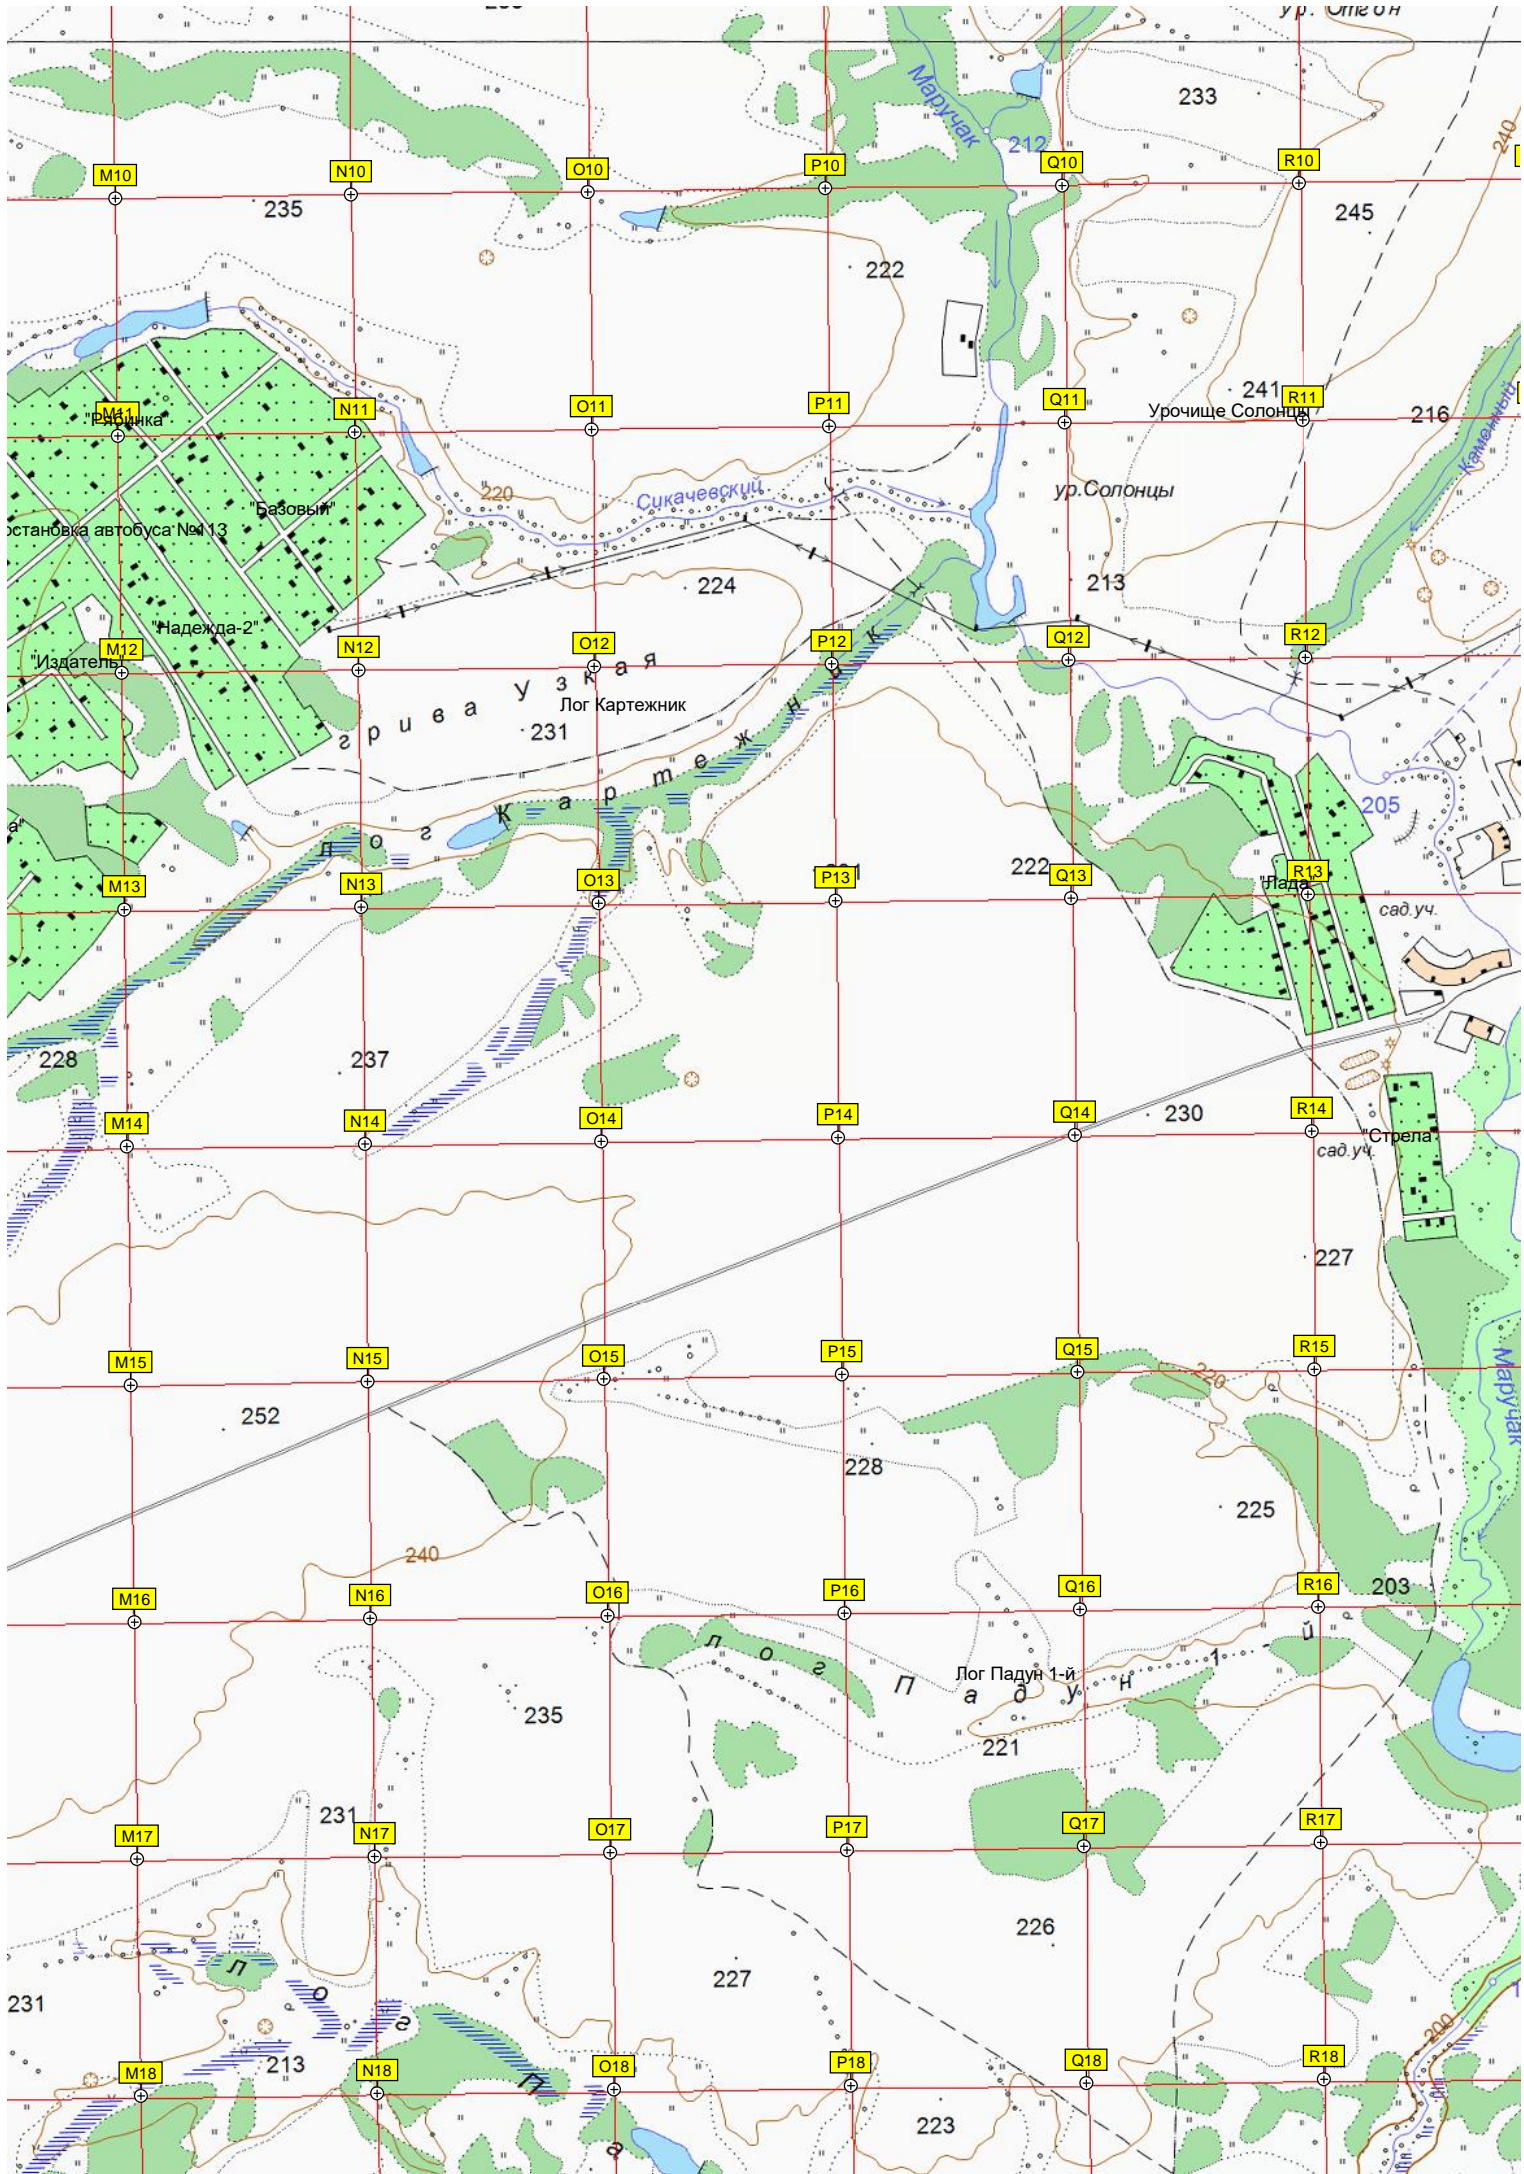 ур. Отгон
Маручак
233
212
240
M10
N10
O10
P10
Q10
R10
235
245
222
241
216
Каменный
M11
"Рябинка"
N11
O11
P11
Q11
R11
Урочище Солонцы
220
Сикачевский
ур.Солонцы
"Базовый"
остановка автобуса №113
224
213
"Надежда-2"
"Издатель"
M12
N12
O12
P12
Q12
R12
грива Узкая
Лог Картежник
231
лог Картежник
205
222
"Лада"
сад.уч.
M13
N13
O13
P13
Q13
R13
228
237
230
M14
N14
O14
P14
Q14
R14
"Стрела"
сад.уч.
227
M15
N15
O15
P15
Q15
R15
220
Маручак
252
228
225
240
203
M16
N16
O16
P16
Q16
R16
лог Падун 1-й
Лог Падун 1-й
235
221
231
M17
N17
O17
P17
Q17
R17
226
227
231
лог Па
213
200
M18
N18
O18
P18
Q18
R18
223